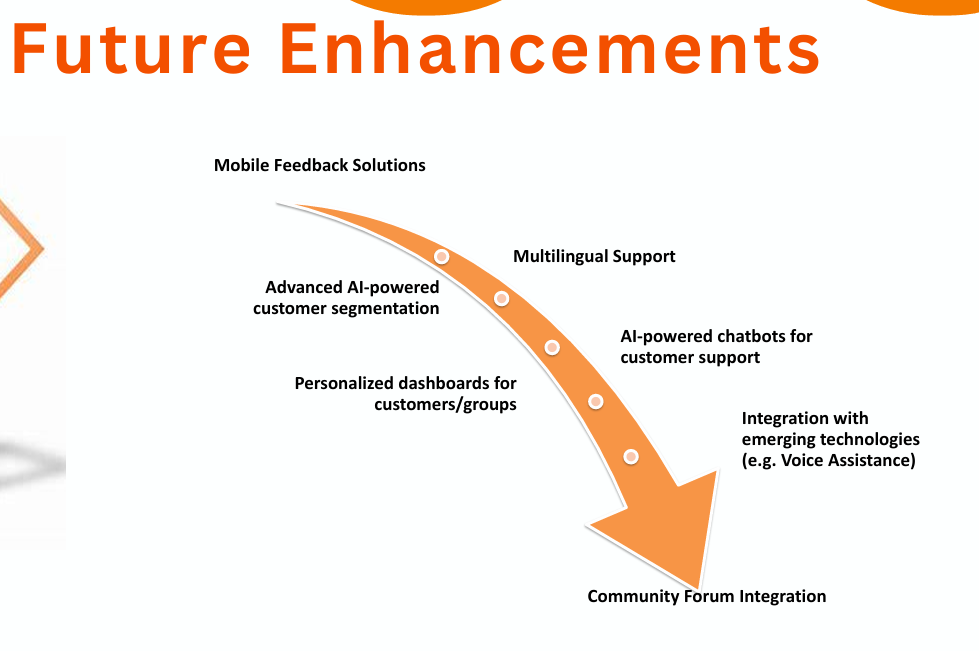 Future Enhancements
Mobile Feedback Solutions
Multilingual Support
Advanced AI-powered
customer segmentation
AI-powered chatbots for
customer support
Personalized dashboards for
customers/groups
Integration with
emerging technologies
(e.g. Voice Assistance)
Community Forum Integration